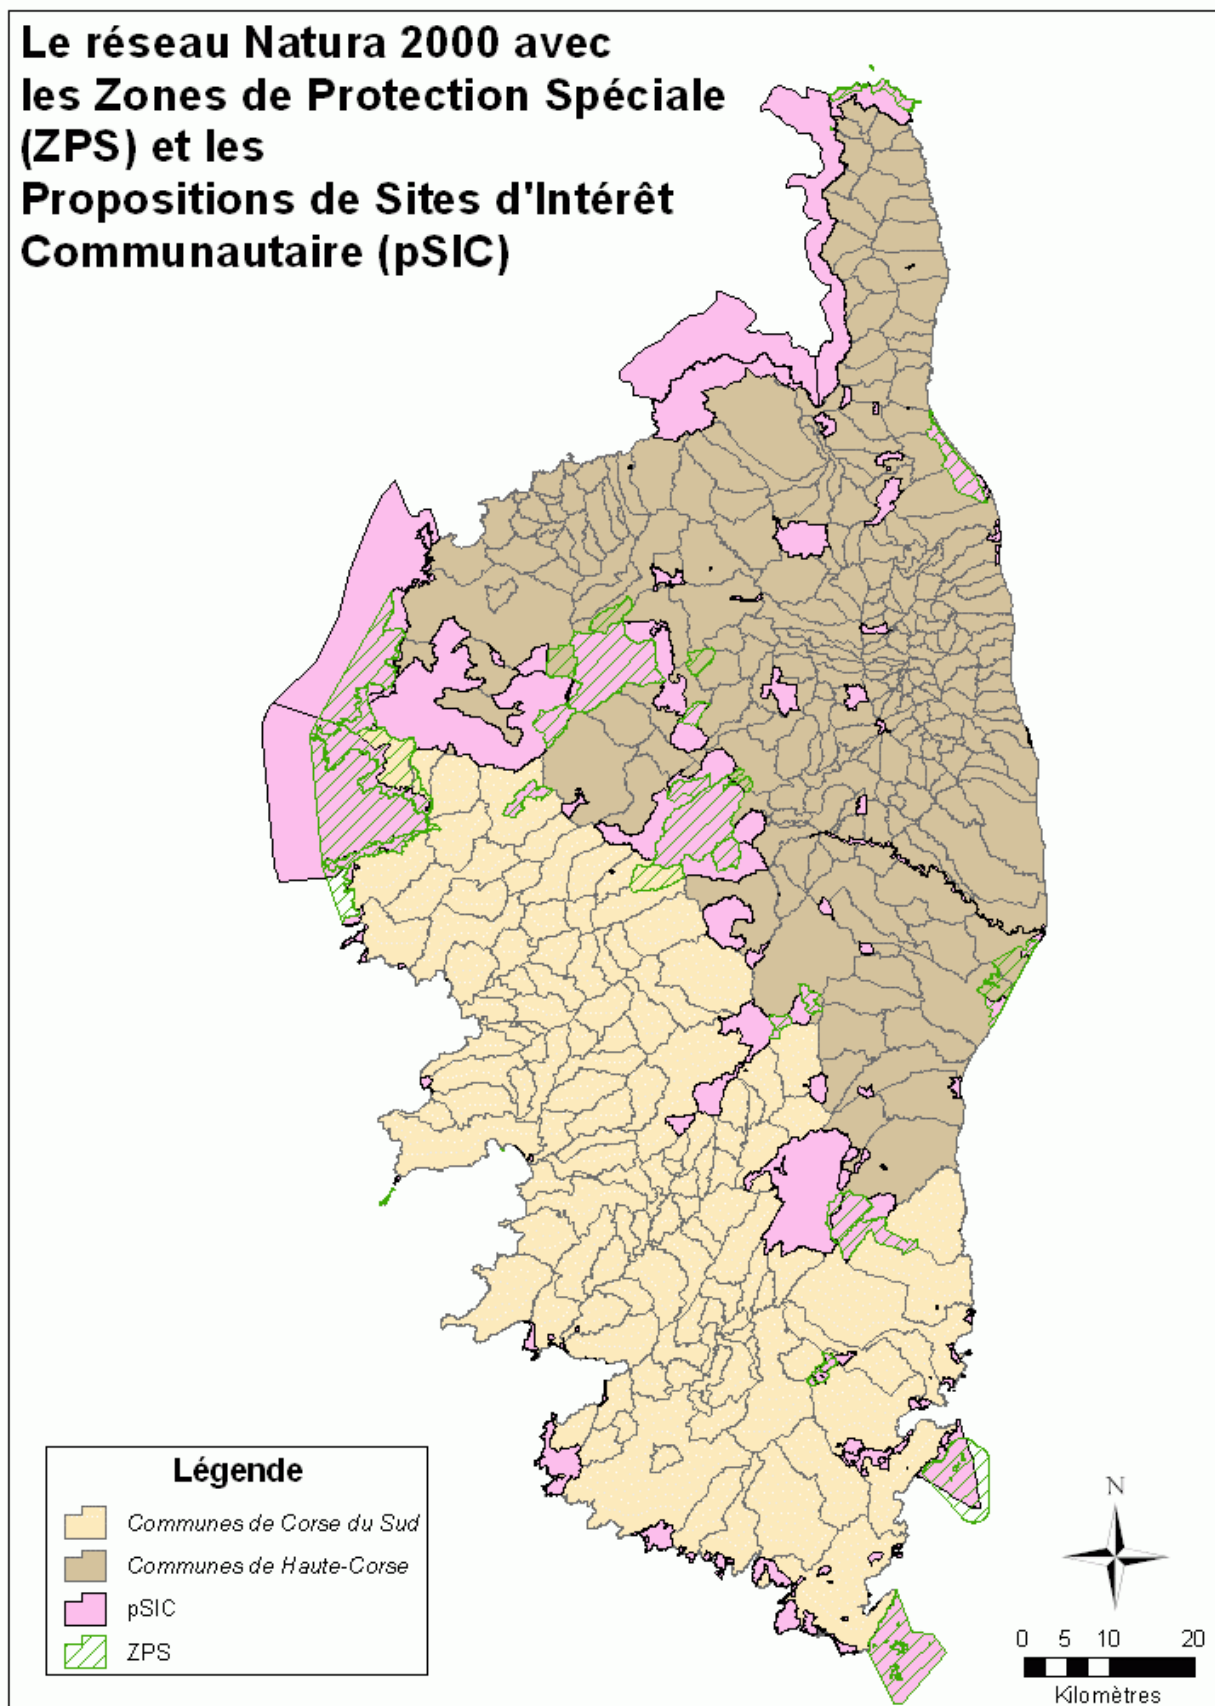 Le réseau Natura 2000 avec
les Zones de Protection Spéciale
(ZPS) et les
Propositions de Sites d'Intérêt
Communautaire (pSIC)
Légende
Communes de Corse du Sud
Communes de Haute-Corse
pSIC
ZPS
N
0 5 10 20
Kilomètres